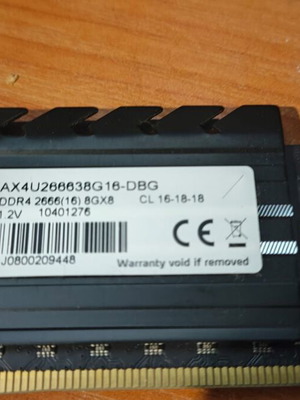 AX4U266638G16-DBG
DDR4 2666(16) 8GX8 CL 16-18-18
1.2V 10401276
CE
J0800209448 Warranty void if removed